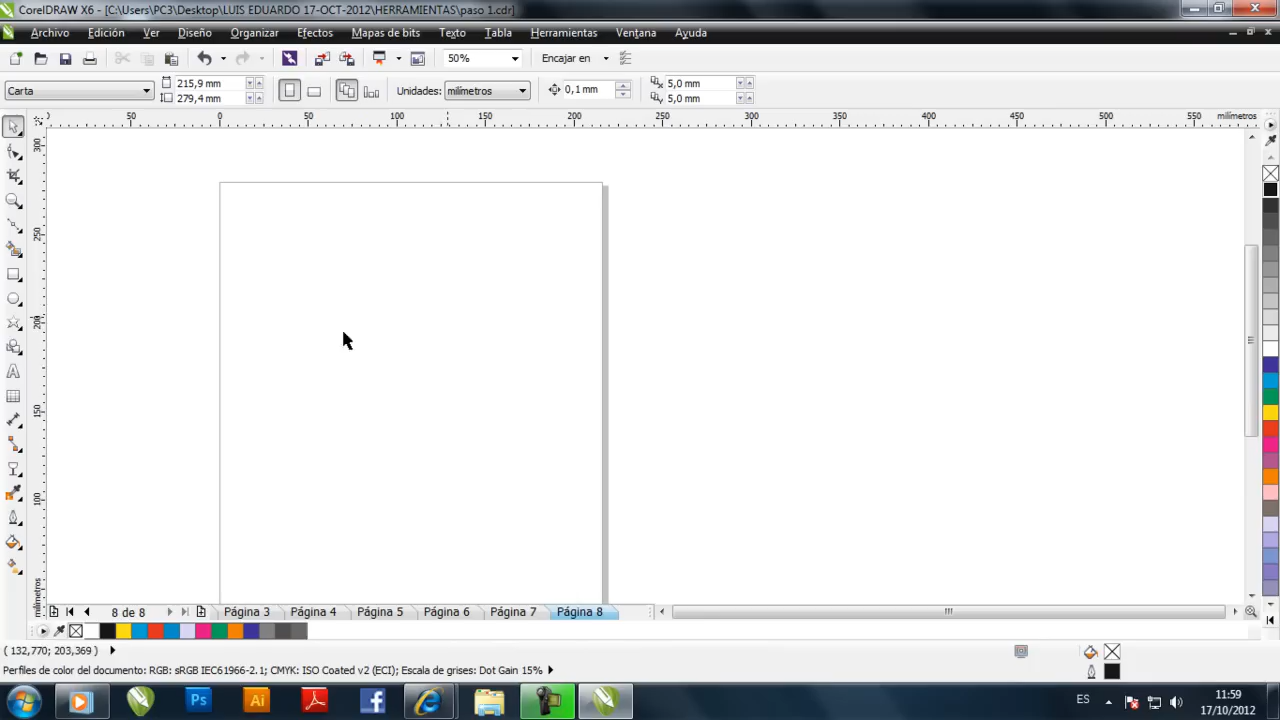 CorelDRAW X6 - [C:\Users\PC3\Desktop\LUIS EDUARDO 17-OCT-2012\HERRAMIENTAS\paso 1.cdr]
Archivo Edición Ver Diseño Organizar Efectos Mapas de bits Texto Tabla Herramientas Ventana Ayuda
50% Encajar en
Carta 215,9 mm 279,4 mm Unidades: milímetros 0,1 mm 5,0 mm 5,0 mm
50 0 50 100 150 200 250 300 350 400 450 500 550 milímetros
300
250
200
150
100
milímetros
8 de 8 Página 3 Página 4 Página 5 Página 6 Página 7 Página 8
( 132,770; 203,369 )
Perfiles de color del documento: RGB: sRGB IEC61966-2.1; CMYK: ISO Coated v2 (ECI); Escala de grises: Dot Gain 15%
Ps Ai ES 11:59
17/10/2012